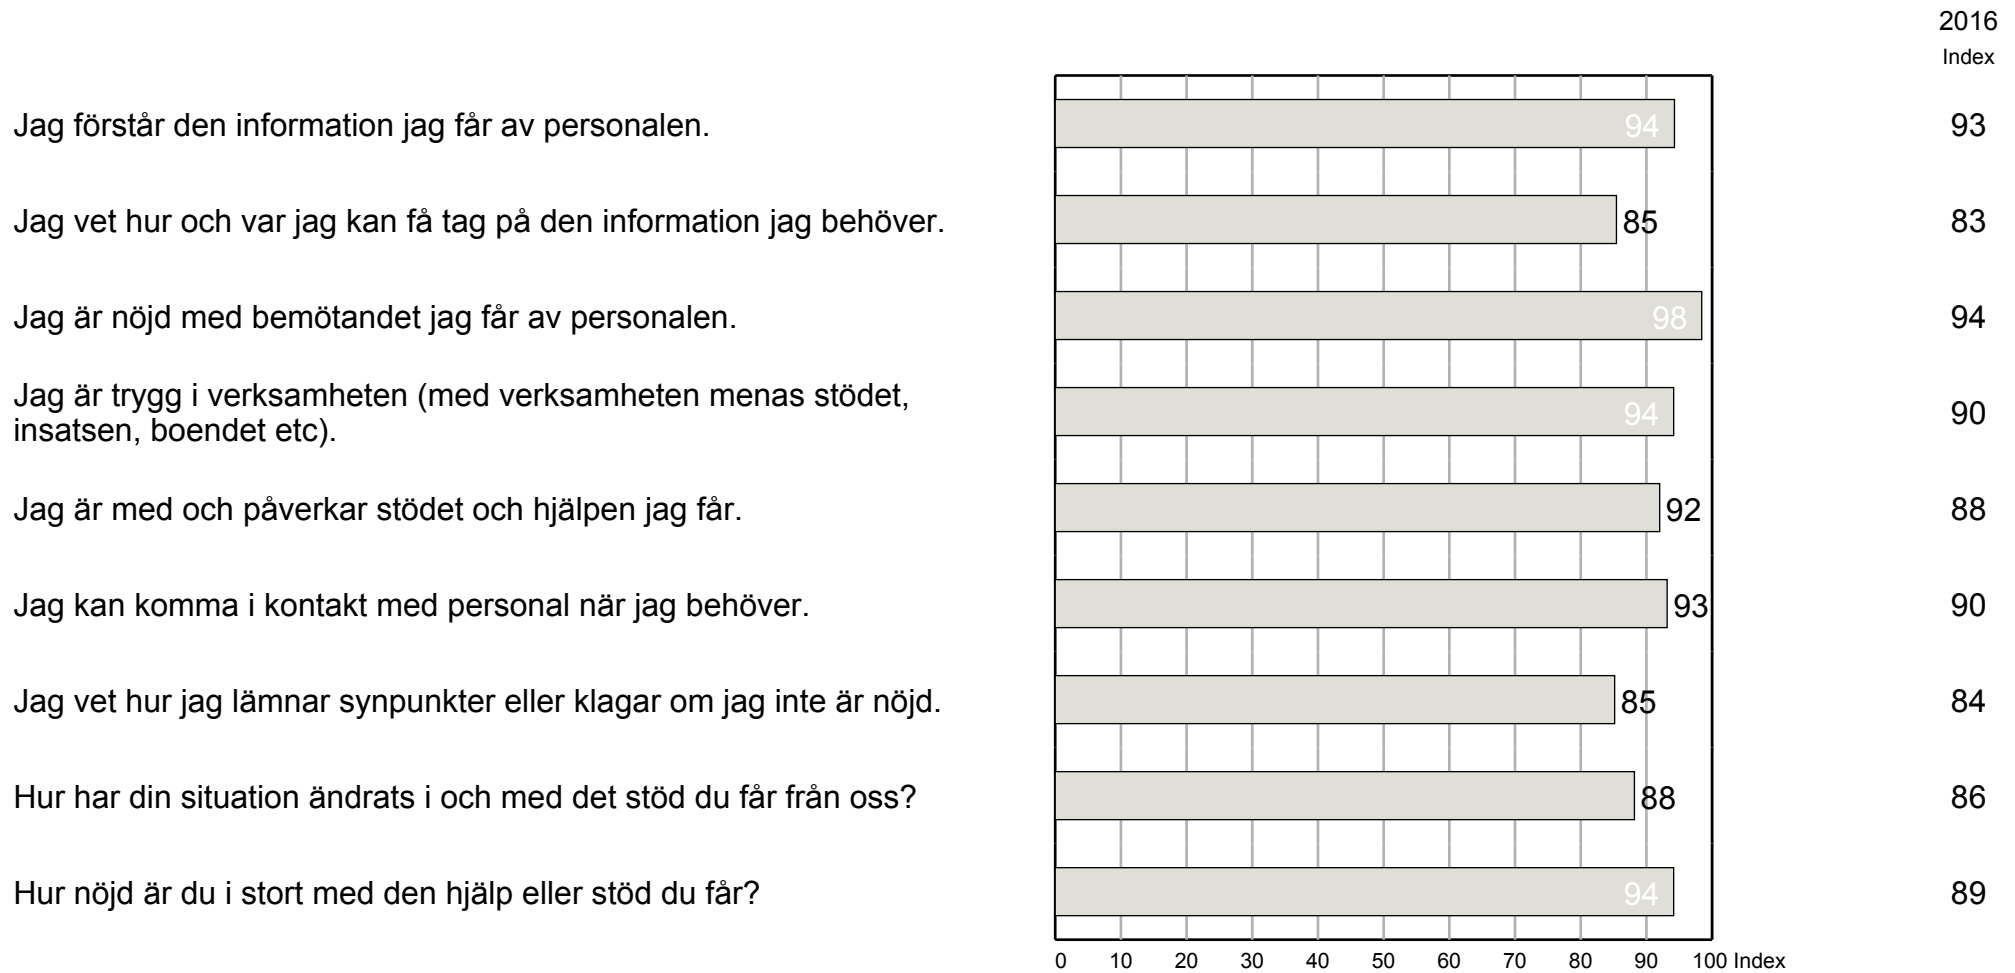 2016
Index
Jag förstår den information jag får av personalen. 94 93
Jag vet hur och var jag kan få tag på den information jag behöver. 85 83
Jag är nöjd med bemötandet jag får av personalen. 98 94
Jag är trygg i verksamheten (med verksamheten menas stödet,
insatsen, boendet etc). 94 90
Jag är med och påverkar stödet och hjälpen jag får. 92 88
Jag kan komma i kontakt med personal när jag behöver. 93 90
Jag vet hur jag lämnar synpunkter eller klagar om jag inte är nöjd. 85 84
Hur har din situation ändrats i och med det stöd du får från oss? 88 86
Hur nöjd är du i stort med den hjälp eller stöd du får? 94 89
0 10 20 30 40 50 60 70 80 90 100 Index